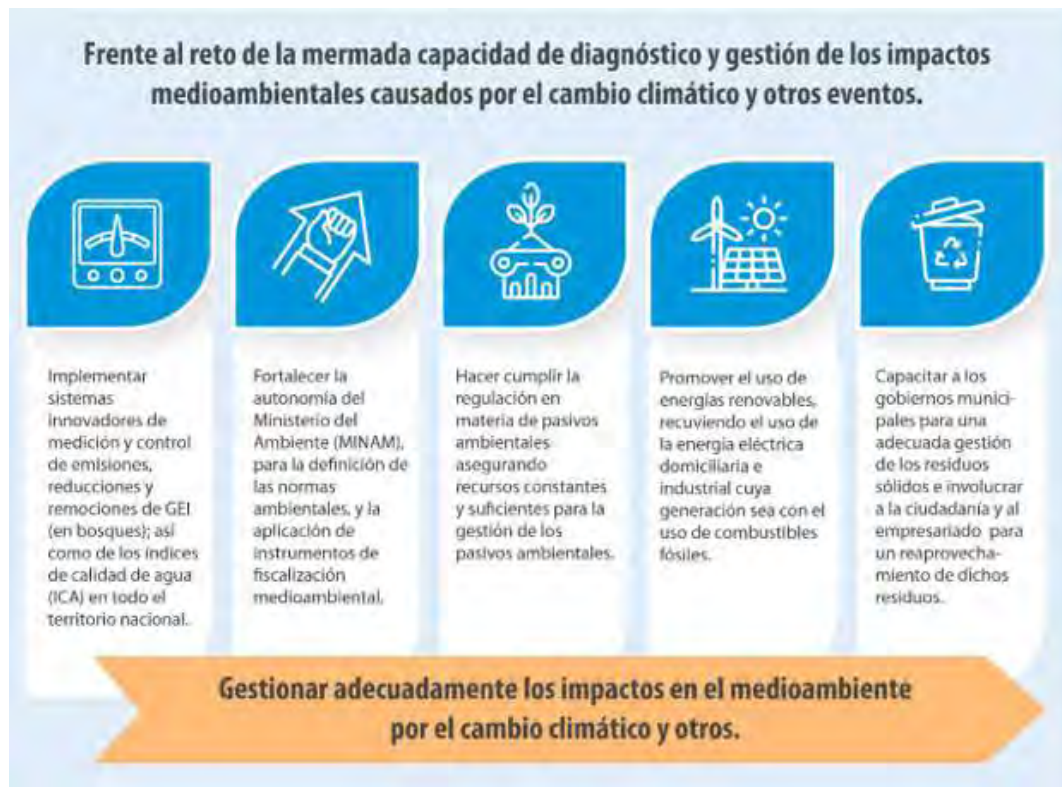 Frente al reto de la mermada capacidad de diagnóstico y gestión de los impactos
medioambientales causados por el cambio climático y otros eventos.
Implementar
sistemas
innovadores de
medición y control
de emisiones,
reducciones y
remociones de GEI
(en bosques); así
como de los índices
de calidad de agua
(ICA) en todo el
territorio nacional.
Fortalecer la
autonomía del
Ministerio del
Ambiente (MINAM),
para la definición de
las normas
ambientales, y la
aplicación de
instrumentos de
fiscalización
medioambiental.
Hacer cumplir la
regulación en
materia de pasivos
ambientales
asegurando
recursos constantes
y suficientes para la
gestión de los
pasivos ambientales.
Promover el uso de
energías renovables,
recuviendo el uso de
la energía eléctrica
domiciliaria e
industrial cuya
generación sea con el
uso de combustibles
fósiles.
Capacitar a los
gobiernos munici-
pales para una
adecuada gestión
de los residuos
sólidos e involucrar
a la ciudadanía y al
empresariado para
un reaprovecha-
miento de dichos
residuos.
Gestionar adecuadamente los impactos en el medioambiente
por el cambio climático y otros.